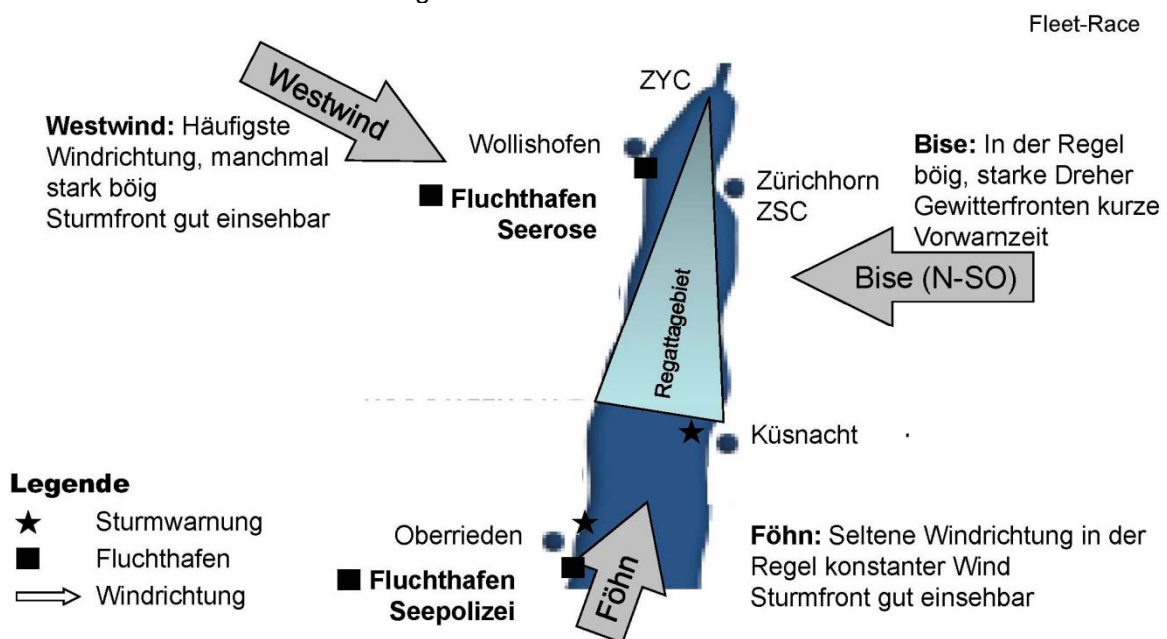 Fleet-Race
ZYC
Westwind
Westwind: Häufigste
Windrichtung, manchmal
stark böig
Sturmfront gut einsehbar
Wollishofen
Fluchthafen
Seerose
Zürichhorn
ZSC
Bise: In der Regel
böig, starke Dreher
Gewitterfronten kurze
Vorwarnzeit
Bise (N-SO)
Regattagebiet
Küsnacht
Legende
Sturmwarnung
Fluchthafen
Windrichtung
Oberrieden
Fluchthafen
Seepolizei
Föhn
Föhn: Seltene Windrichtung in der
Regel konstanter Wind
Sturmfront gut einsehbar